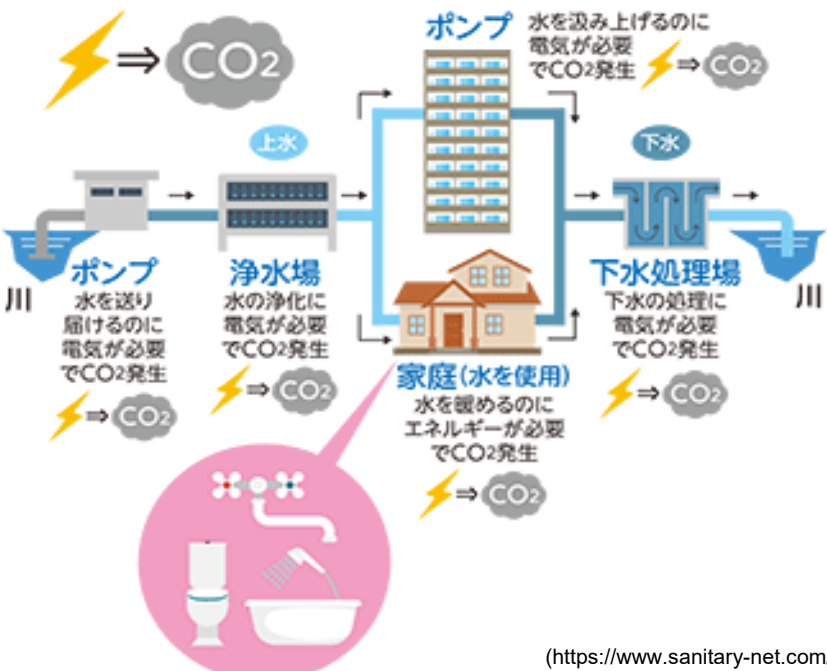 CO2
ポンプ
水を汲み上げるのに
電気が必要
でCO2発生
CO2
上水
下水
川
ポンプ
水を送り
届けるのに
電気が必要
でCO2発生
CO2
浄水場
水の浄化に
電気が必要
でCO2発生
CO2
家庭(水を使用)
水を暖めるのに
エネルギーが必要
でCO2発生
CO2
下水処理場
下水の処理に
電気が必要
でCO2発生
CO2
川
(https://www.sanitary-net.com